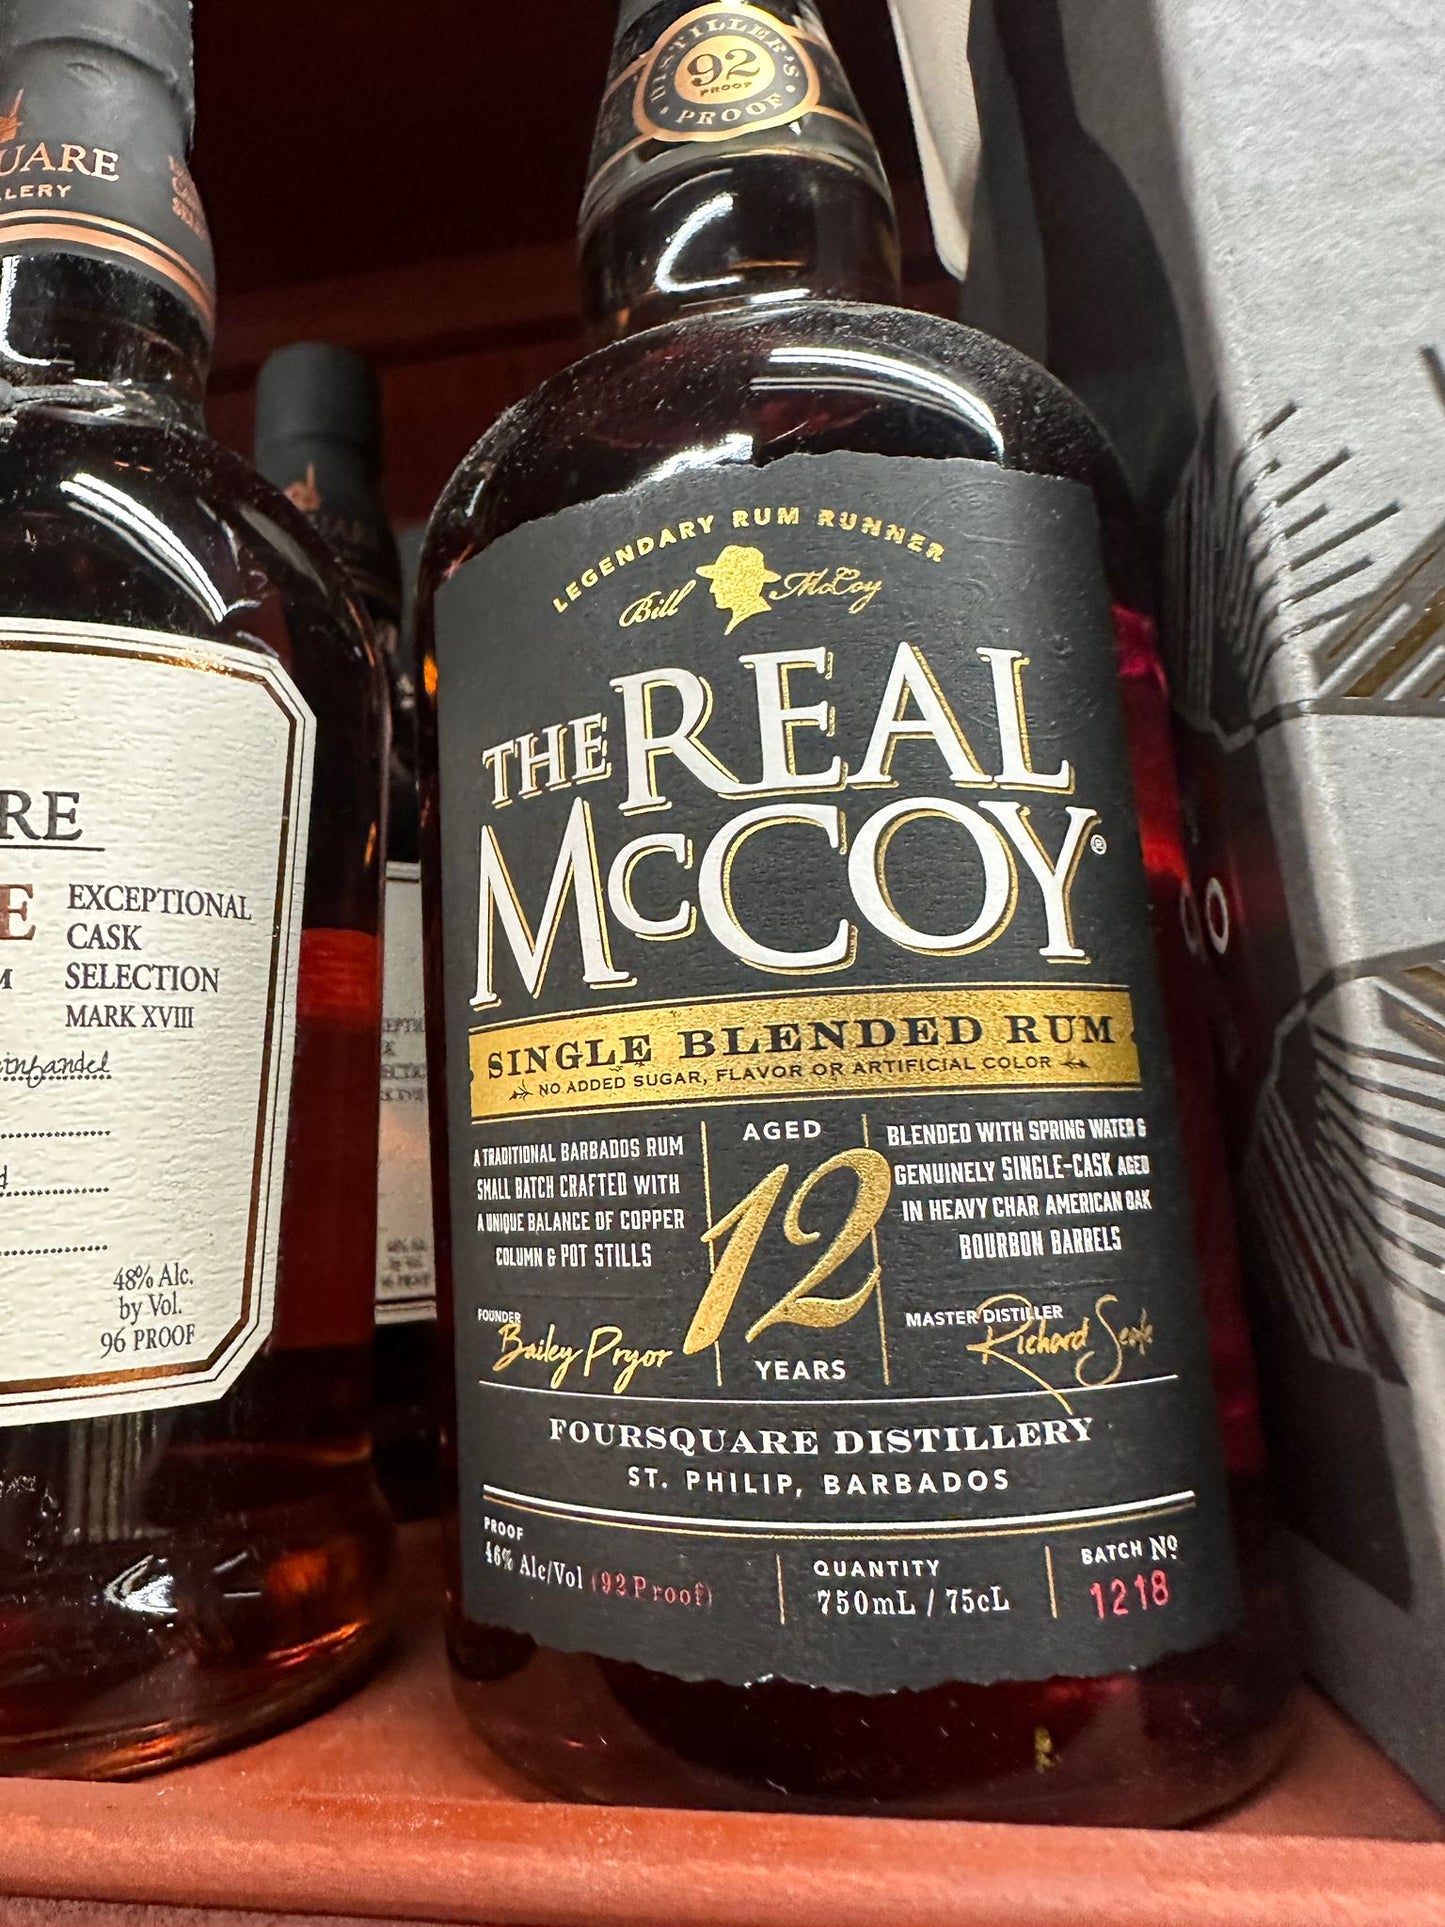 DISTILLER'S
92
PROOF
PROOF
UARE
LLERY
RE
E
EXCEPTIONAL
CASK
SELECTION
MARK XVIII
infandel
48% Alc.
by Vol.
96 PROOF
LEGENDARY RUM RUNNER
Bill McCoy
THE REAL
McCOY®
SINGLE BLENDED RUM
NO ADDED SUGAR, FLAVOR OR ARTIFICIAL COLOR
A TRADITIONAL BARBADOS RUM
SMALL BATCH CRAFTED WITH
A UNIQUE BALANCE OF COPPER
COLUMN & POT STILLS
AGED
12
YEARS
BLENDED WITH SPRING WATER &
GENUINELY SINGLE-CASK AGED
IN HEAVY CHAR AMERICAN OAK
BOURBON BARRELS
FOUNDER
Bailey Pryor
MASTER DISTILLER
Richard Seale
FOURSQUARE DISTILLERY
ST. PHILIP, BARBADOS
PROOF
46% Alc/Vol (92 Proof)
QUANTITY
750mL / 75cL
BATCH Nº
1218